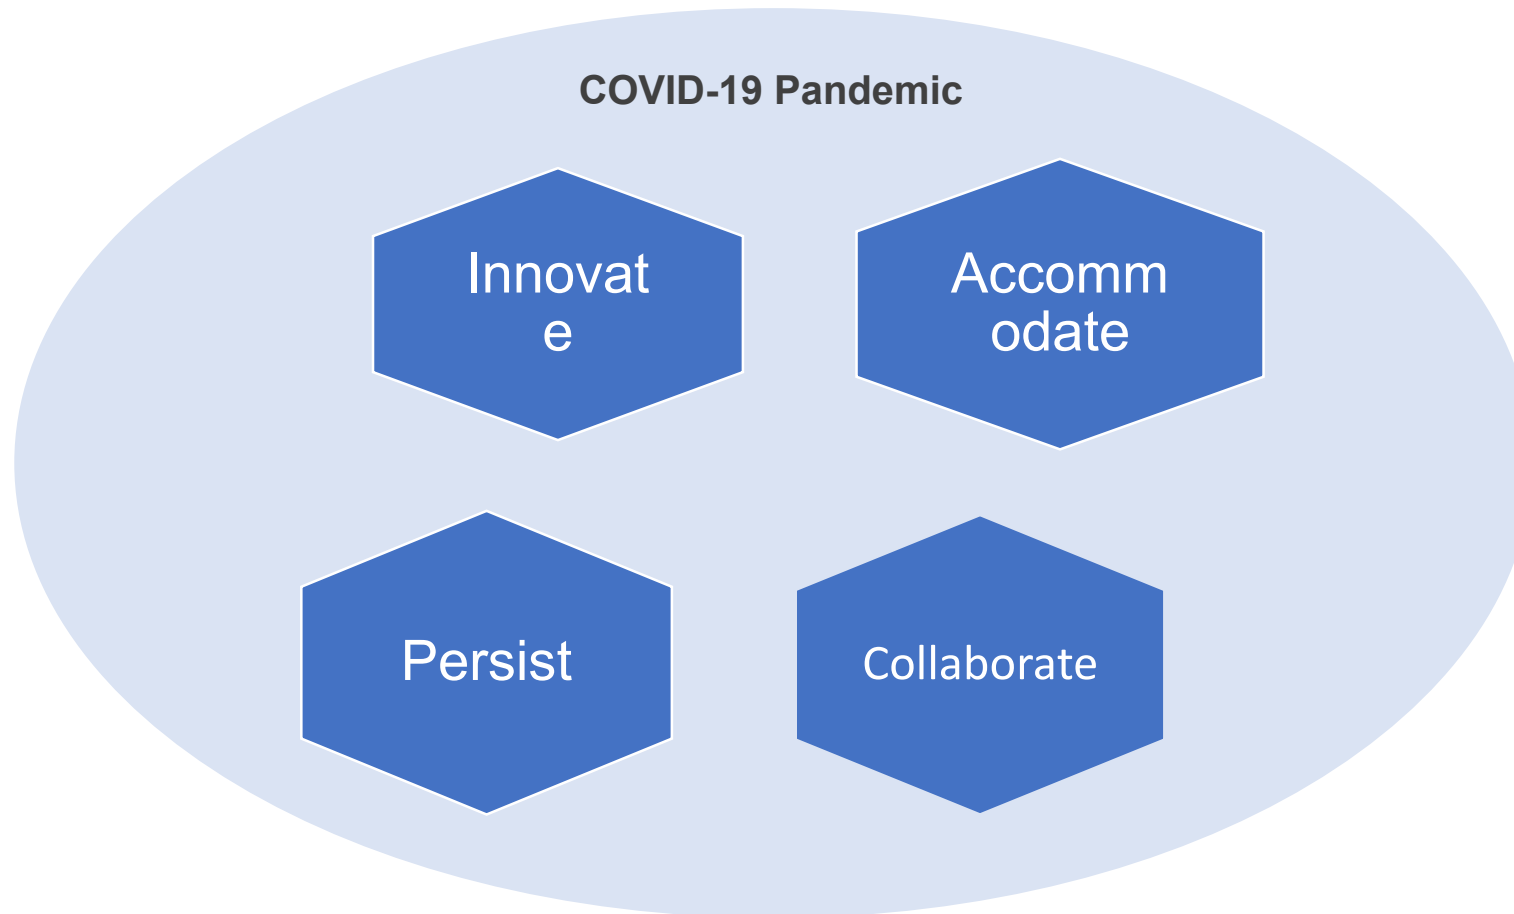 COVID-19 Pandemic
Innovat
e
Accomm
odate
Persist
Collaborate